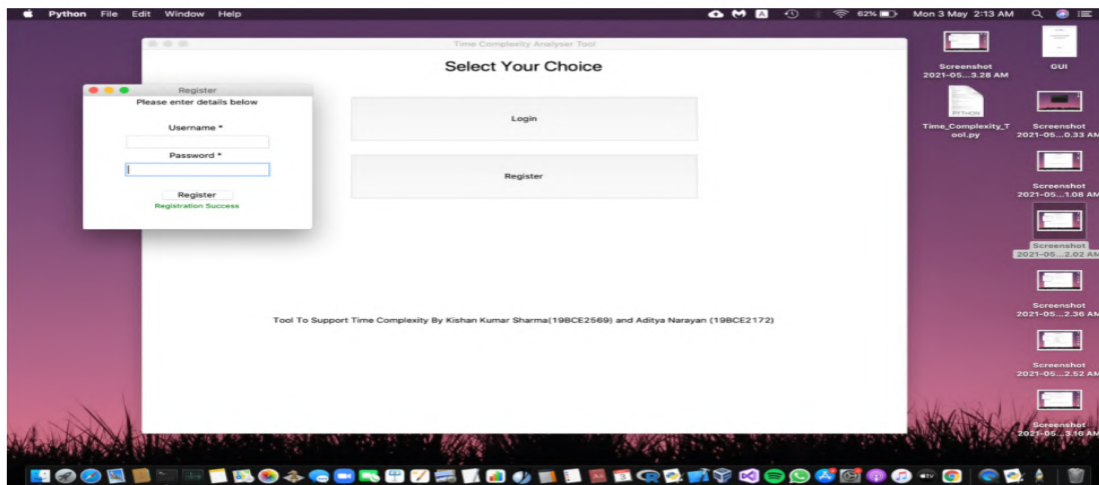 Python File Edit Window Help
62% Mon 3 May 2:13 AM
Time Complexity Analyser Tool
Select Your Choice
Login
Register
Register
Please enter details below
Username *
Password *
Register
Registration Success
Tool To Support Time Complexity By Kishan Kumar Sharma(19BCE2569) and Aditya Narayan (19BCE2172)
Screenshot
2021-05...3.28 AM
GUI
PYTHON
Time_Complexity_T
ool.py
Screenshot
2021-05...0.33 AM
Screenshot
2021-05...1.08 AM
Screenshot
2021-05...2.02 AM
Screenshot
2021-05...2.36 AM
Screenshot
2021-05...2.52 AM
Screenshot
2021-05...3.16 AM